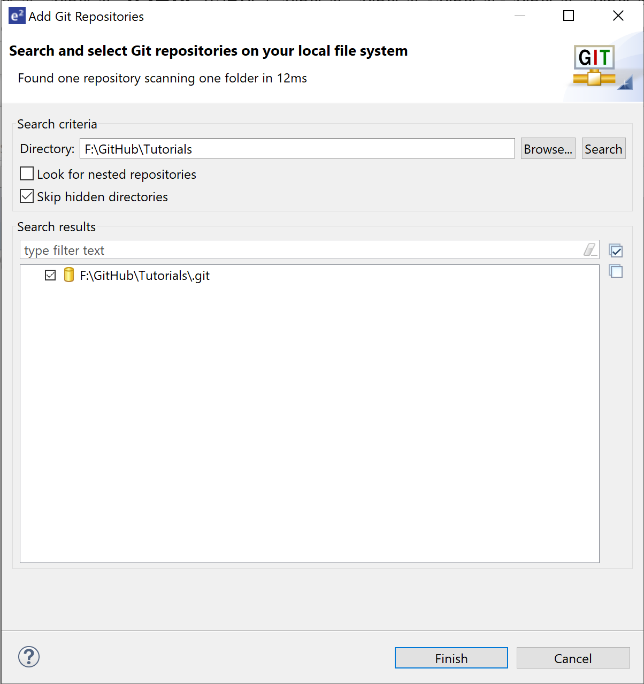 e² Add Git Repositories
Search and select Git repositories on your local file system
Found one repository scanning one folder in 12ms
GIT
Search criteria
Directory: F:\GitHub\Tutorials Browse... Search
Look for nested repositories
Skip hidden directories
Search results
type filter text
F:\GitHub\Tutorials\.git
? Finish Cancel